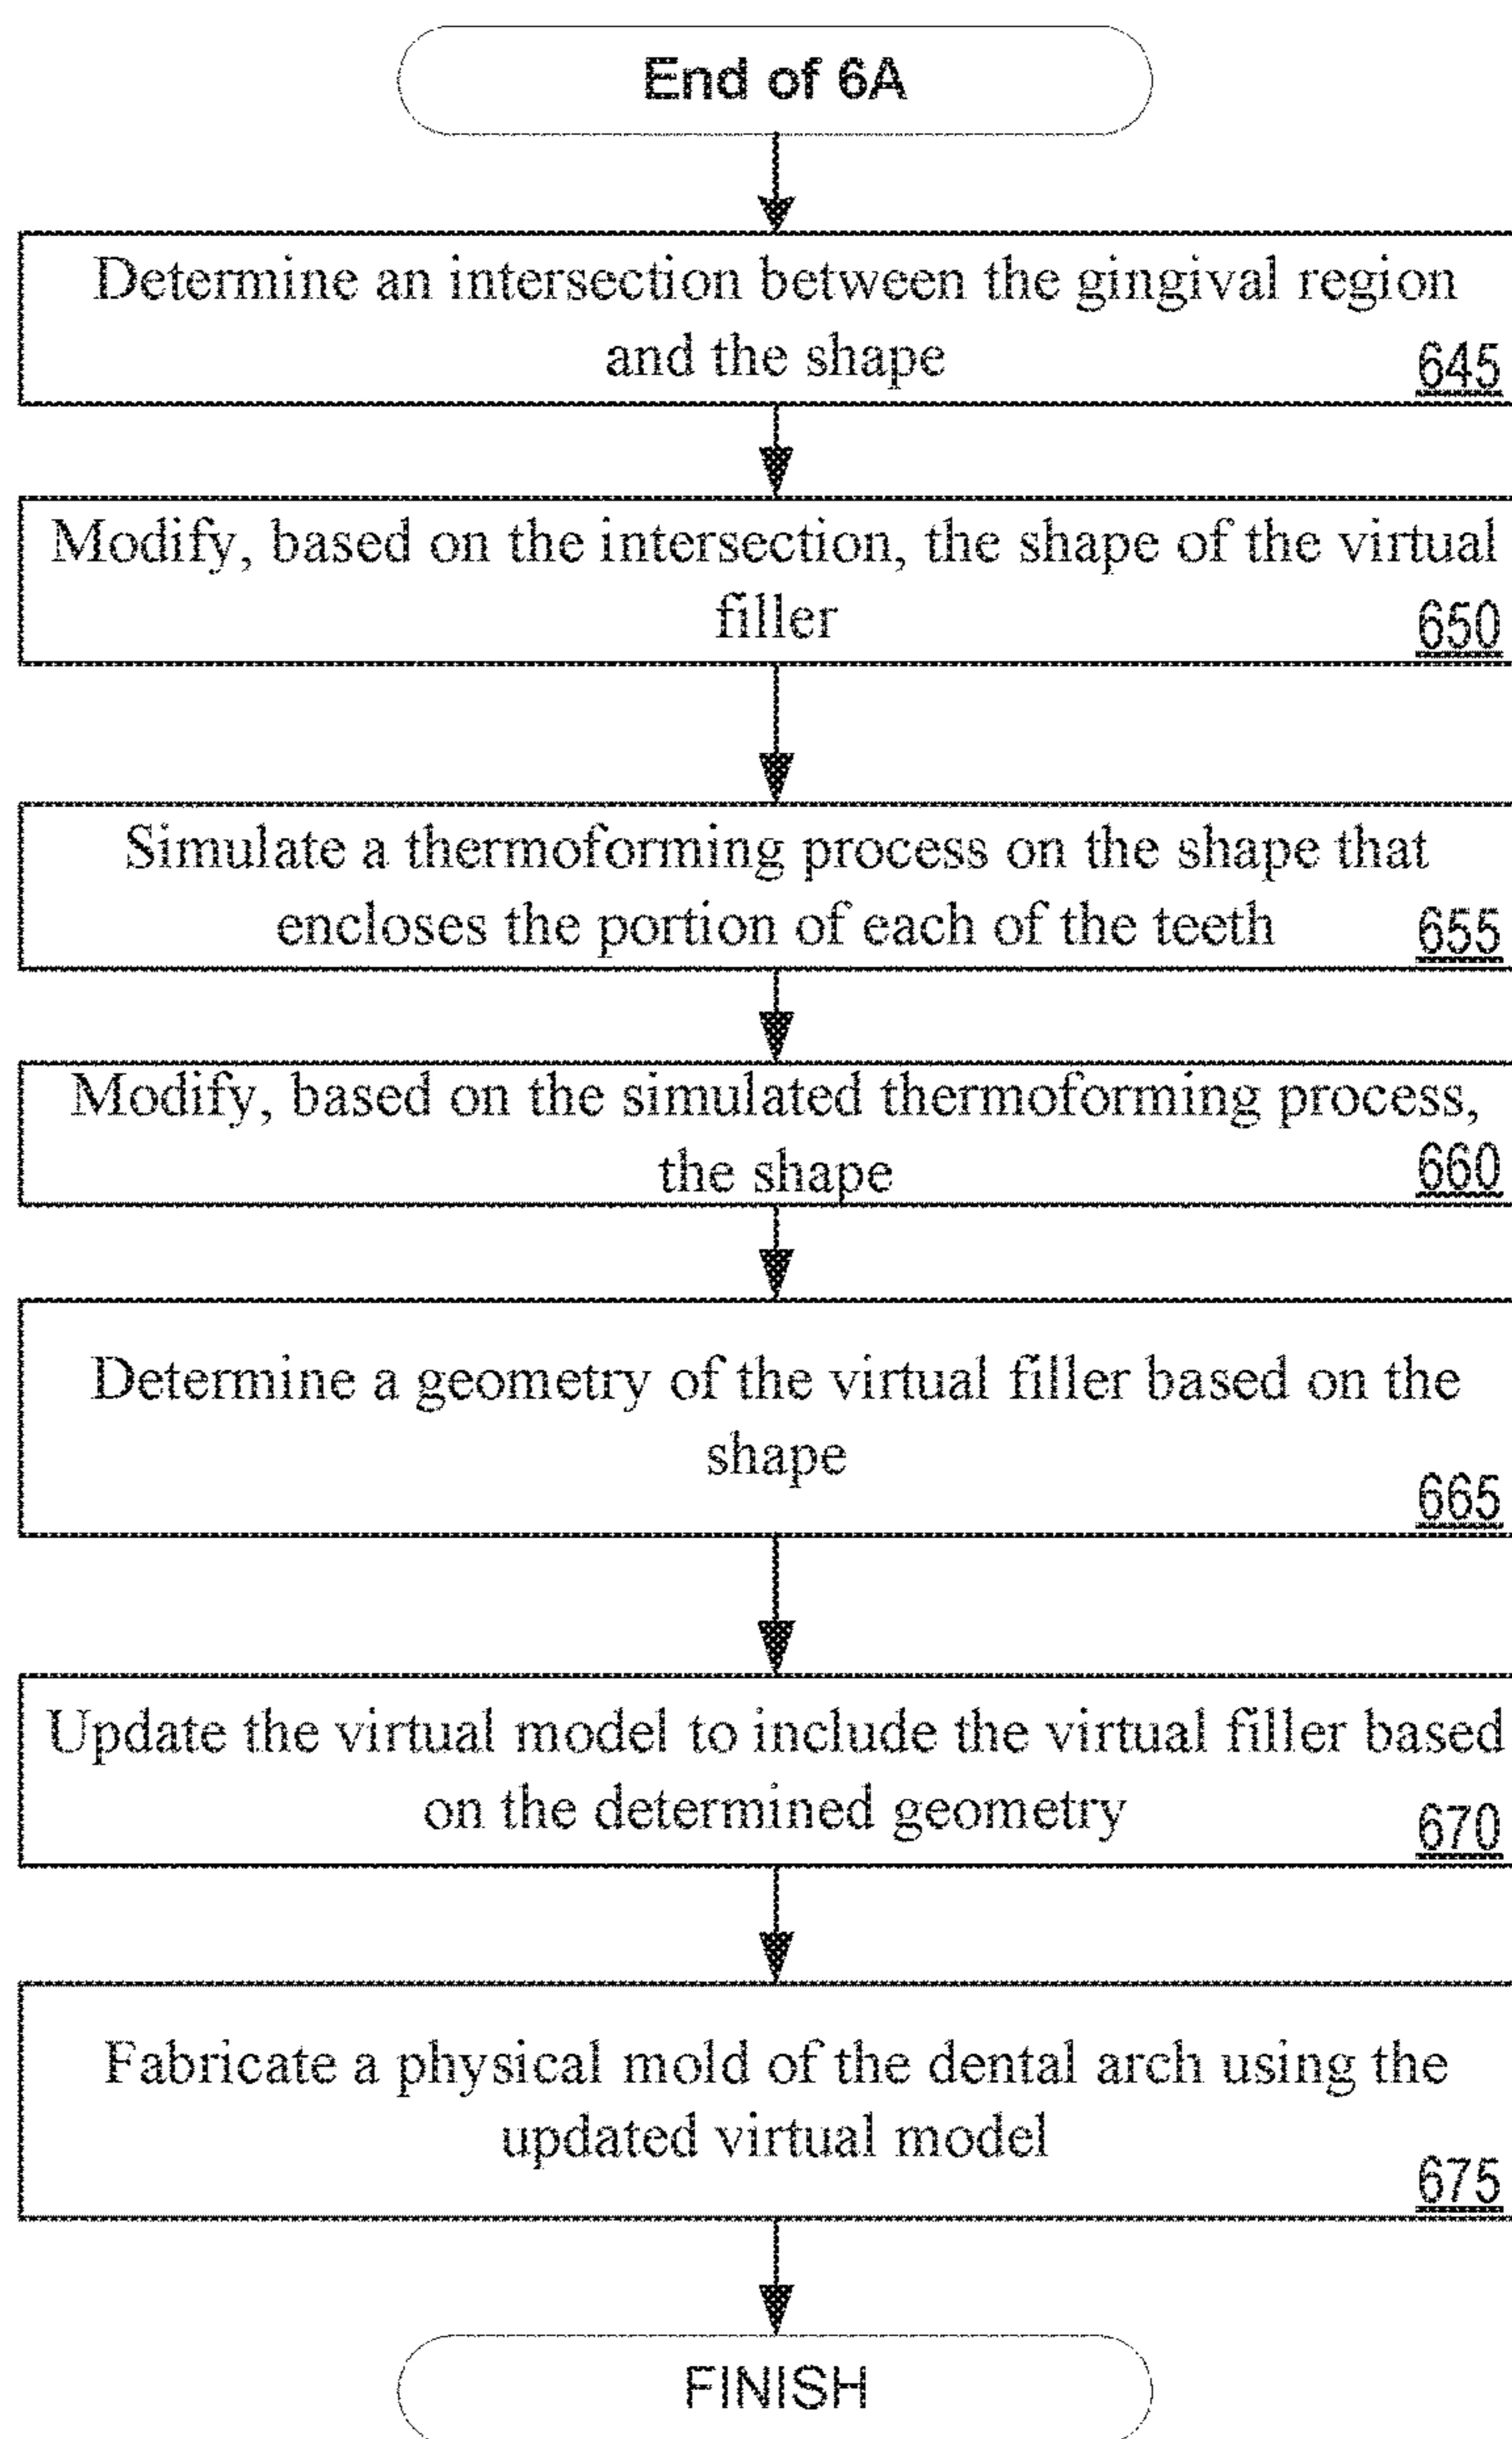 End of 6A
Determine an intersection between the gingival region
and the shape
645
Modify, based on the intersection, the shape of the virtual
filler
650
Simulate a thermoforming process on the shape that
encloses the portion of each of the teeth
655
Modify, based on the simulated thermoforming process,
the shape
660
Determine a geometry of the virtual filler based on the
shape
665
Update the virtual model to include the virtual filler based
on the determined geometry
670
Fabricate a physical mold of the dental arch using the
updated virtual model
675
FINISH